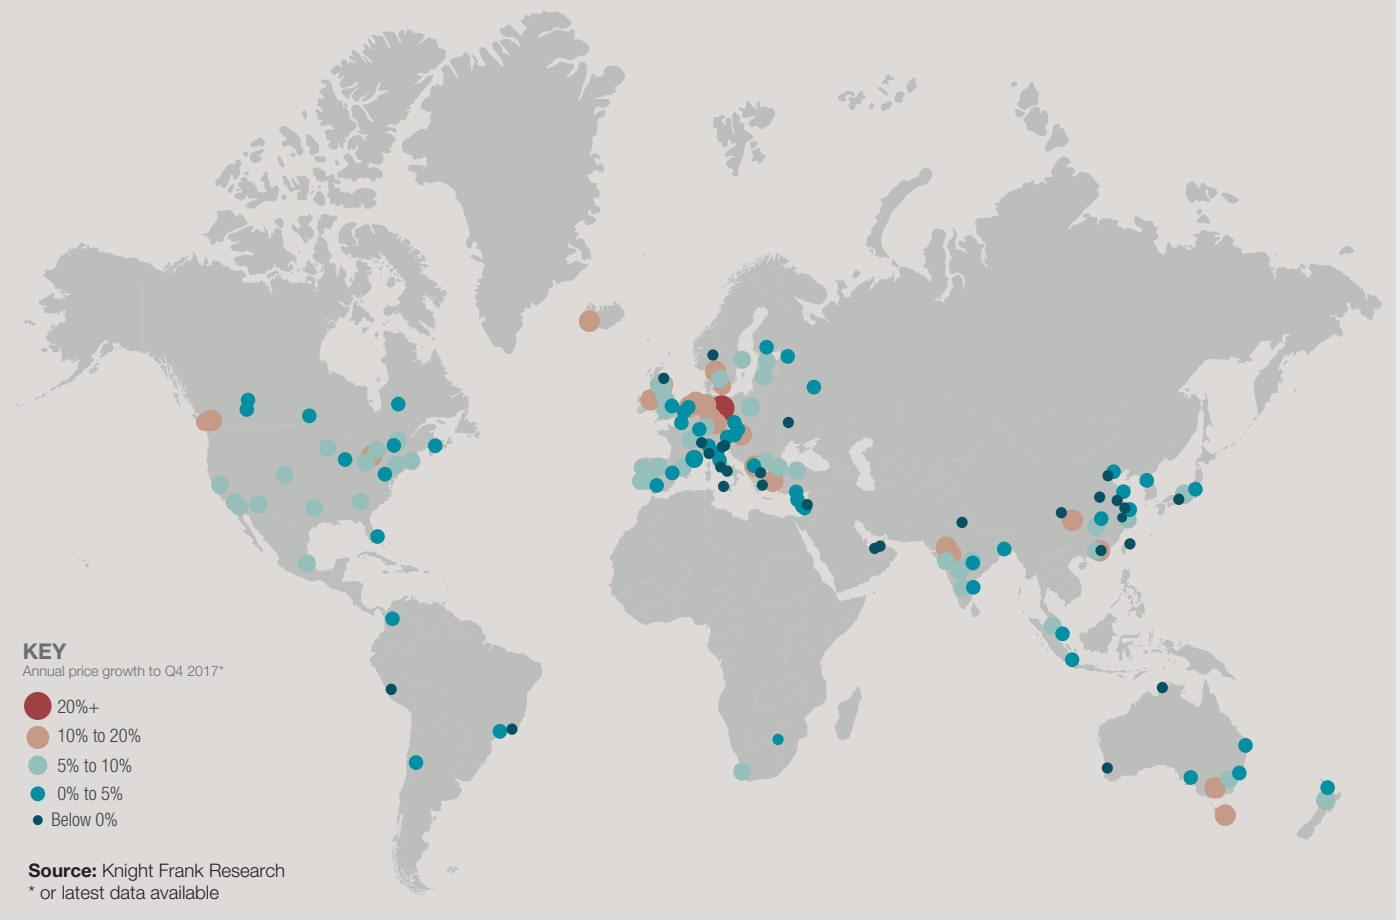 KEY
Annual price growth to Q4 2017*
20%+
10% to 20%
5% to 10%
0% to 5%
Below 0%
Source: Knight Frank Research
* or latest data available